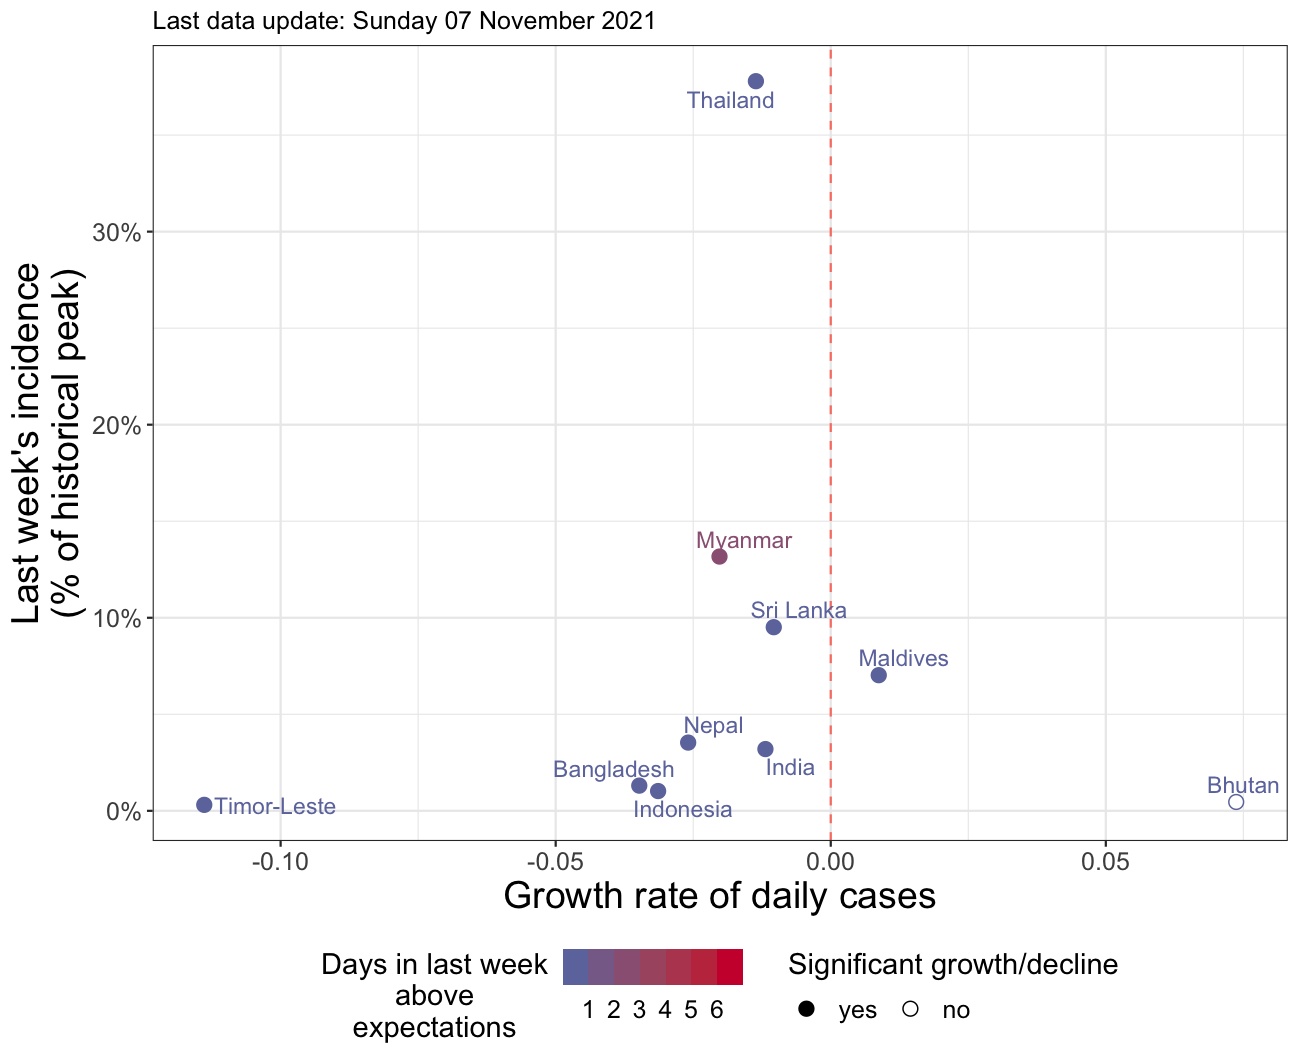 Last data update: Sunday 07 November 2021
Thailand
30%
20%
Myanmar
10%
Sri Lanka
Maldives
Nepal
India
Bangladesh
Indonesia
Bhutan
0%
Timor-Leste
Last week's incidence
(% of historical peak)
-0.10 -0.05 0.00 0.05
Growth rate of daily cases
Days in last week
above
expectations
1 2 3 4 5 6
Significant growth/decline
yes no